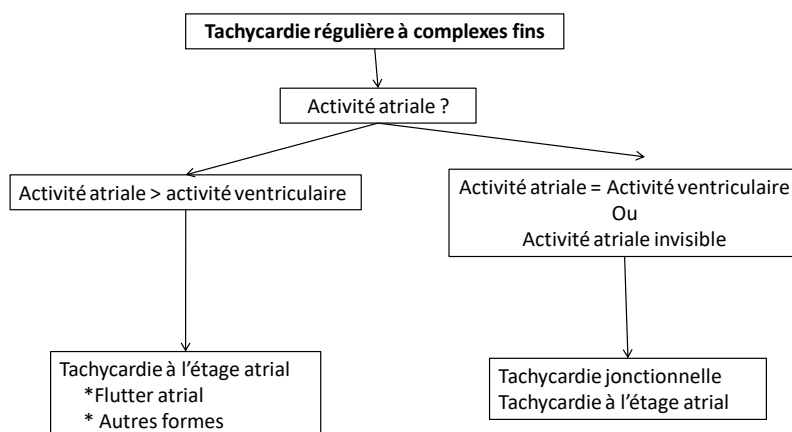 Tachycardie régulière à complexes fins
Activité atriale ?
Activité atriale > activité ventriculaire
Activité atriale = Activité ventriculaire
Ou
Activité atriale invisible
Tachycardie à l'étage atrial
*Flutter atrial
* Autres formes
Tachycardie jonctionnelle
Tachycardie à l'étage atrial